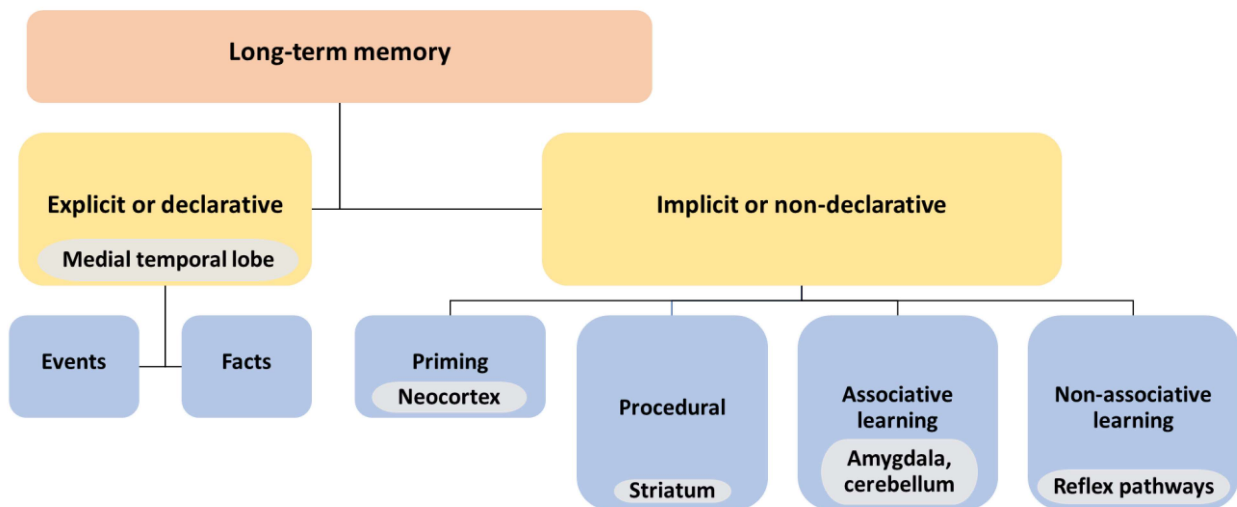 Long-term memory
Explicit or declarative
Medial temporal lobe
Implicit or non-declarative
Events
Facts
Priming
Neocortex
Procedural
Striatum
Associative
learning
Amygdala,
cerebellum
Non-associative
learning
Reflex pathways